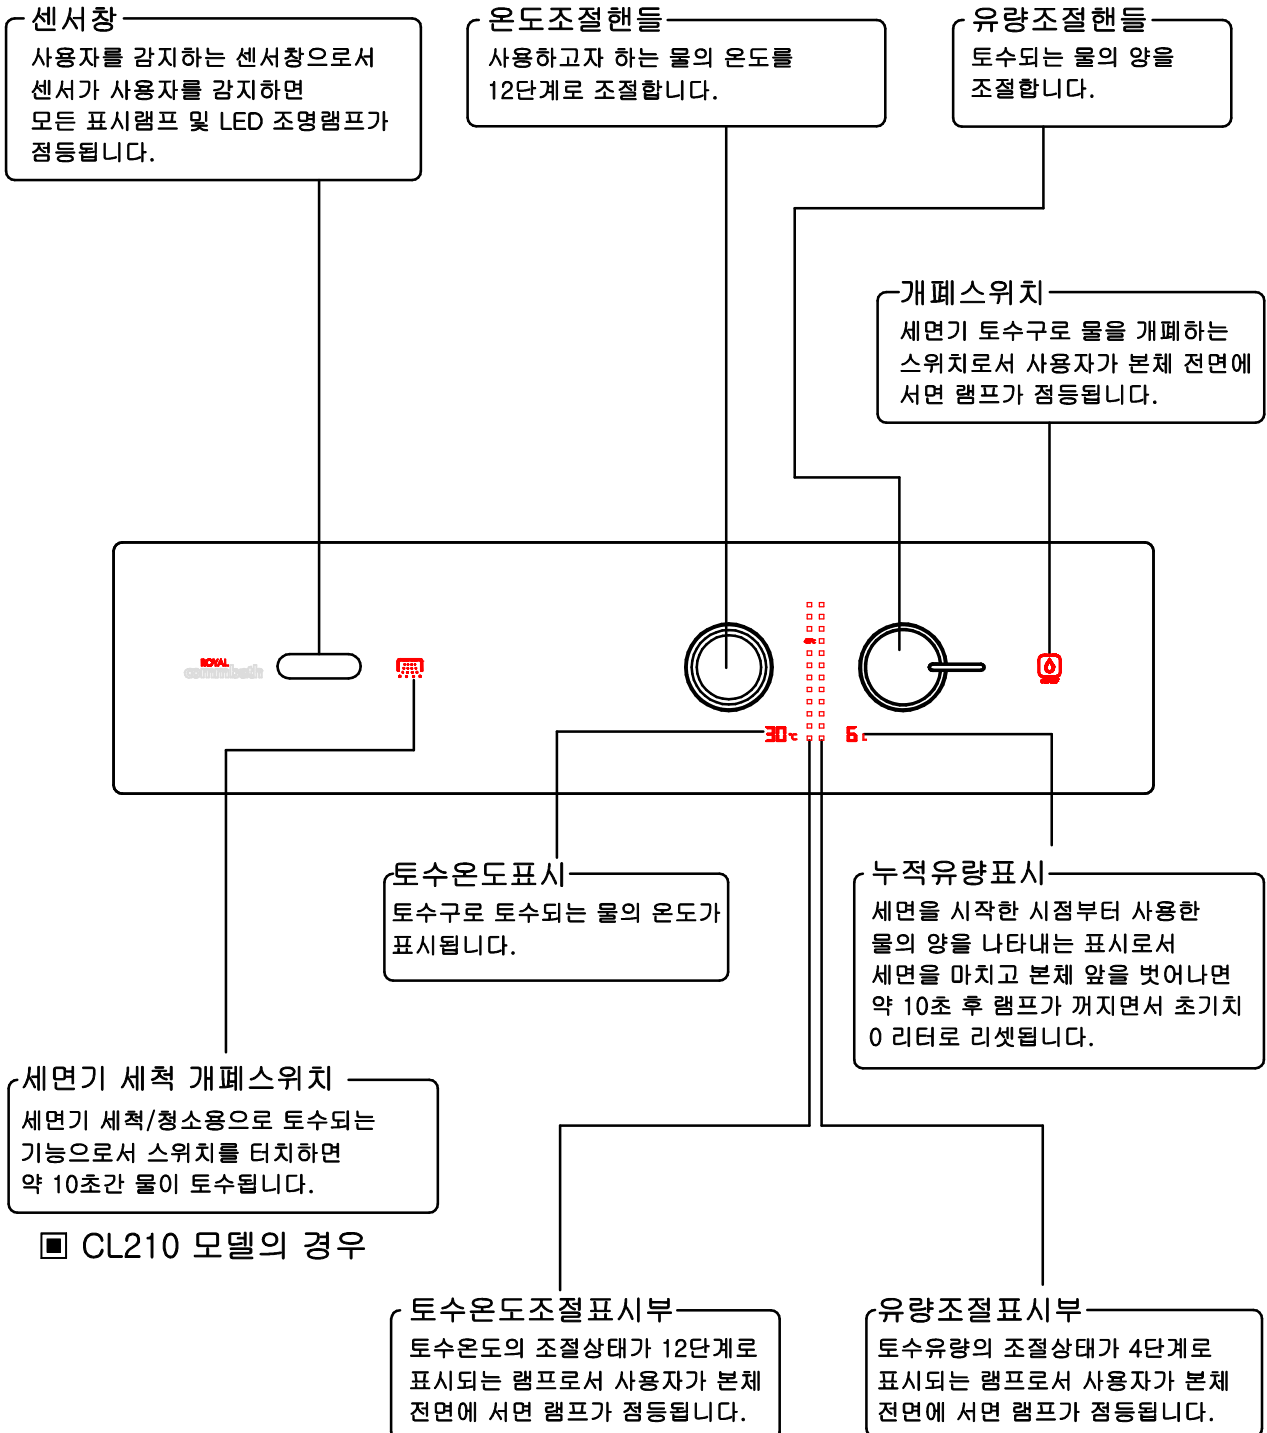 센서창
사용자를 감지하는 센서창으로서
센서가 사용자를 감지하면
모든 표시램프 및 LED 조명램프가
점등됩니다.
온도조절핸들
사용하고자 하는 물의 온도를
12단계로 조절합니다.
유량조절핸들
토수되는 물의 양을
조절합니다.
개폐스위치
세면기 토수구로 물을 개폐하는
스위치로서 사용자가 본체 전면에
서면 램프가 점등됩니다.
ROYAL
commbath
30℃
6 L
토수온도표시
토수구로 토수되는 물의 온도가
표시됩니다.
누적유량표시
세면을 시작한 시점부터 사용한
물의 양을 나타내는 표시로서
세면을 마치고 본체 앞을 벗어나면
약 10초 후 램프가 꺼지면서 초기치
0 리터로 리셋됩니다.
세면기 세척 개폐스위치
세면기 세척/청소용으로 토수되는
기능으로서 스위치를 터치하면
약 10초간 물이 토수됩니다.
▣ CL210 모델의 경우
토수온도조절표시부
토수온도의 조절상태가 12단계로
표시되는 램프로서 사용자가 본체
전면에 서면 램프가 점등됩니다.
유량조절표시부
토수유량의 조절상태가 4단계로
표시되는 램프로서 사용자가 본체
전면에 서면 램프가 점등됩니다.